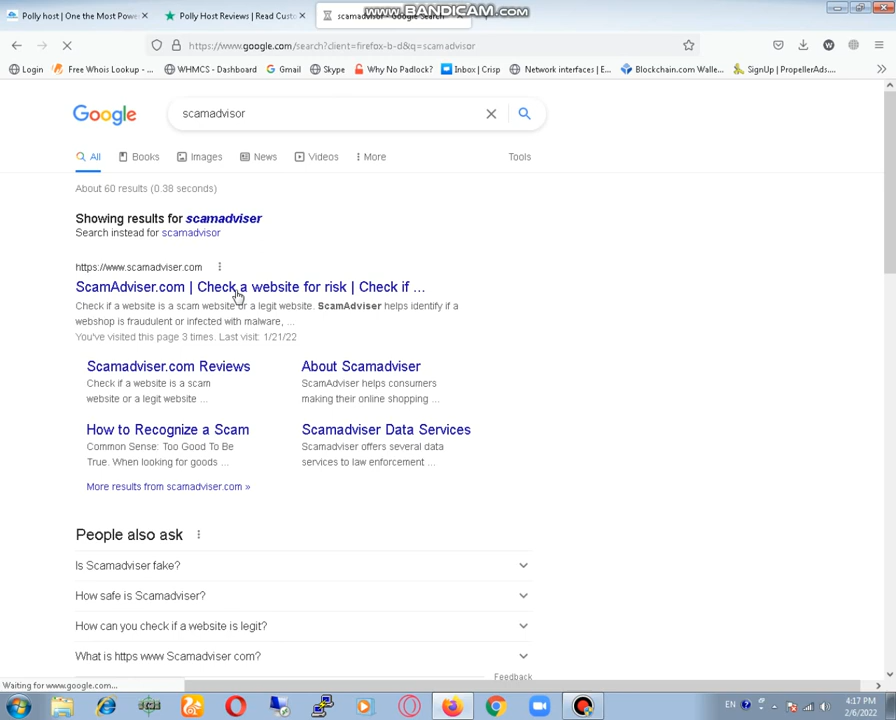 Polly host | One the Most Powe
Polly Host Reviews | Read Custo
scamadvisor - Google Search
www.BANDICAM.com
https://www.google.com/search?client=firefox-b-d&q=scamadvisor
Login
Free Whois Lookup - ...
WHMCS - Dashboard
Gmail
Skype
Why No Padlock?
Inbox | Crisp
Network interfaces | E...
Blockchain.com Walle...
SignUp | PropellerAds....
Google
scamadvisor
All
Books
Images
News
Videos
More
Tools
About 60 results (0.38 seconds)
Showing results for scamadviser
Search instead for scamadvisor
https://www.scamadviser.com
ScamAdviser.com | Check a website for risk | Check if ...
Check if a website is a scam website or a legit website. ScamAdviser helps identify if a
webshop is fraudulent or infected with malware, ...
You've visited this page 3 times. Last visit: 1/21/22
Scamadviser.com Reviews
Check if a website is a scam
website or a legit website ...
About Scamadviser
ScamAdviser helps consumers
making their online shopping ...
How to Recognize a Scam
Common Sense: Too Good To Be
True. When looking for goods ...
Scamadviser Data Services
Scamadviser offers several data
services to law enforcement ...
More results from scamadviser.com »
People also ask
Is Scamadviser fake?
How safe is Scamadviser?
How can you check if a website is legit?
What is https www Scamadviser com?
Feedback
Waiting for www.google.com...
EN
4:17 PM
2/6/2022